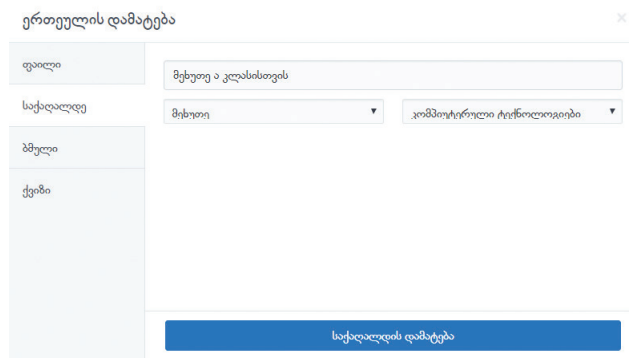 ერთეულის დამატება
ფაილი
საქაღალდე
ბმული
ქვიზი
მეხუთე ა კლასისთვის
მეხუთე
კომპიუტერული ტექნოლოგიები
საქაღალდის დამატება